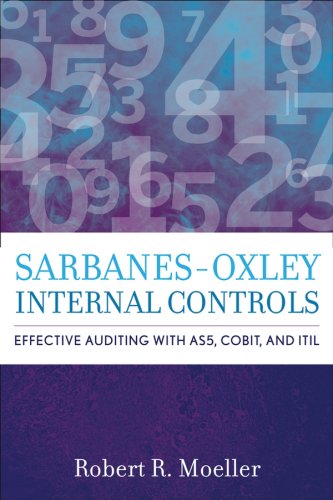 SARBANES-OXLEY
INTERNAL CONTROLS
EFFECTIVE AUDITING WITH AS5, COBIT, AND ITIL
Robert R. Moeller